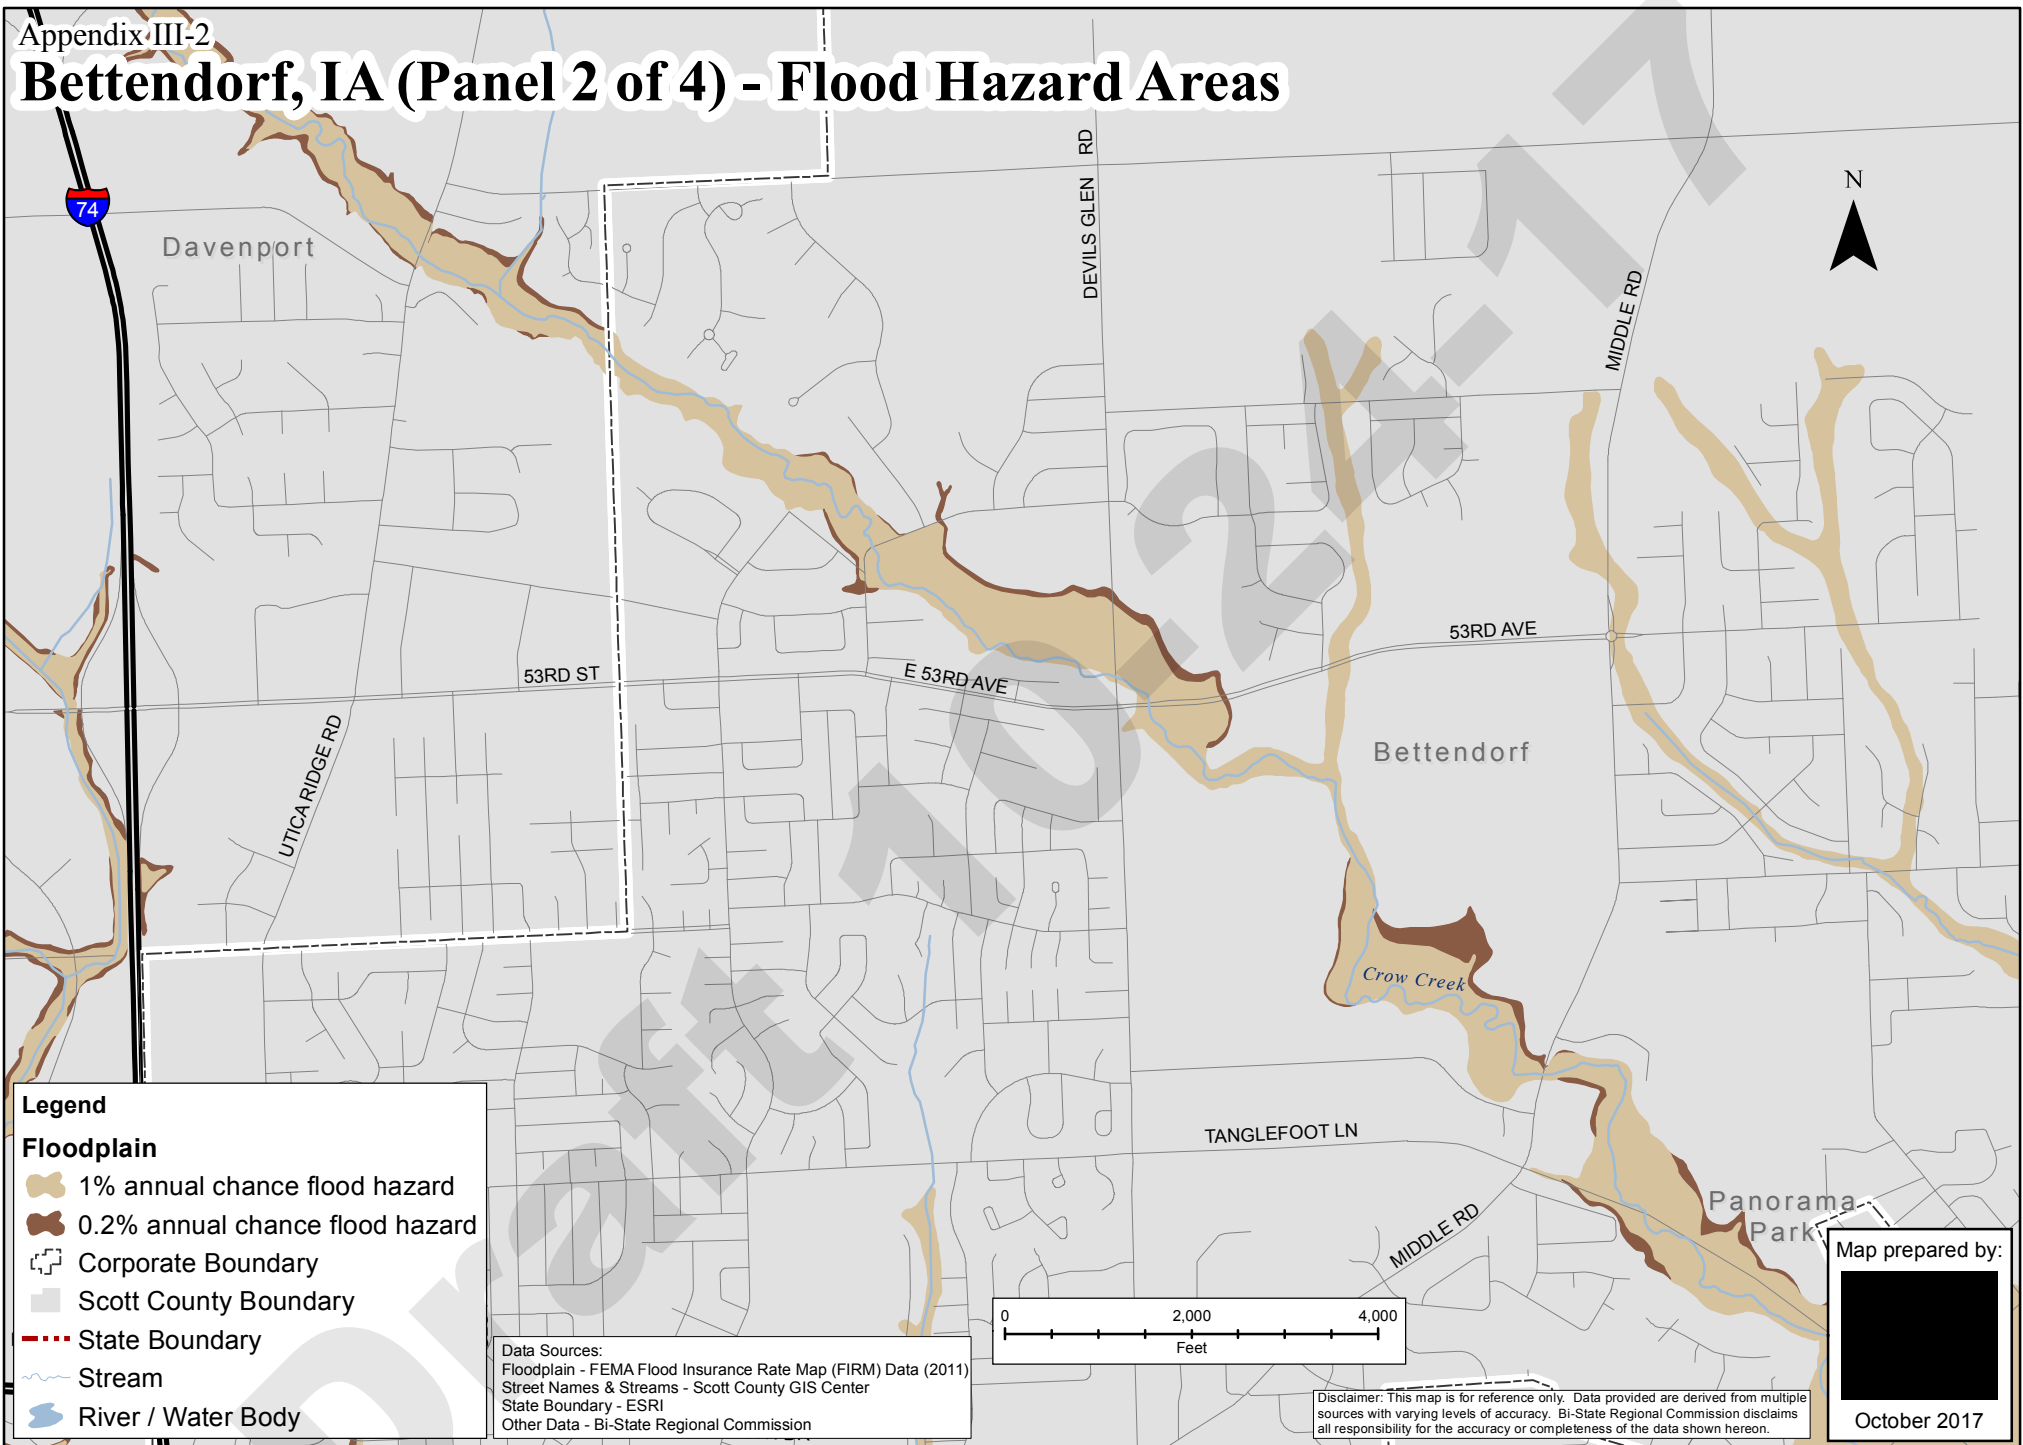 Appendix III-2
Bettendorf, IA (Panel 2 of 4) - Flood Hazard Areas
74
Davenport
DEVILS GLEN RD
MIDDLE RD
N
53RD ST
E 53RD AVE
53RD AVE
UTICA RIDGE RD
Bettendorf
Crow Creek
TANGLEFOOT LN
MIDDLE RD
Panorama
Park
Draft 10-24-17
Legend
Floodplain
1% annual chance flood hazard
0.2% annual chance flood hazard
Corporate Boundary
Scott County Boundary
State Boundary
Stream
River / Water Body
Data Sources:
Floodplain - FEMA Flood Insurance Rate Map (FIRM) Data (2011)
Street Names & Streams - Scott County GIS Center
State Boundary - ESRI
Other Data - Bi-State Regional Commission
0 2,000 4,000
Feet
Disclaimer: This map is for reference only. Data provided are derived from multiple
sources with varying levels of accuracy. Bi-State Regional Commission disclaims
all responsibility for the accuracy or completeness of the data shown hereon.
Map prepared by:
October 2017